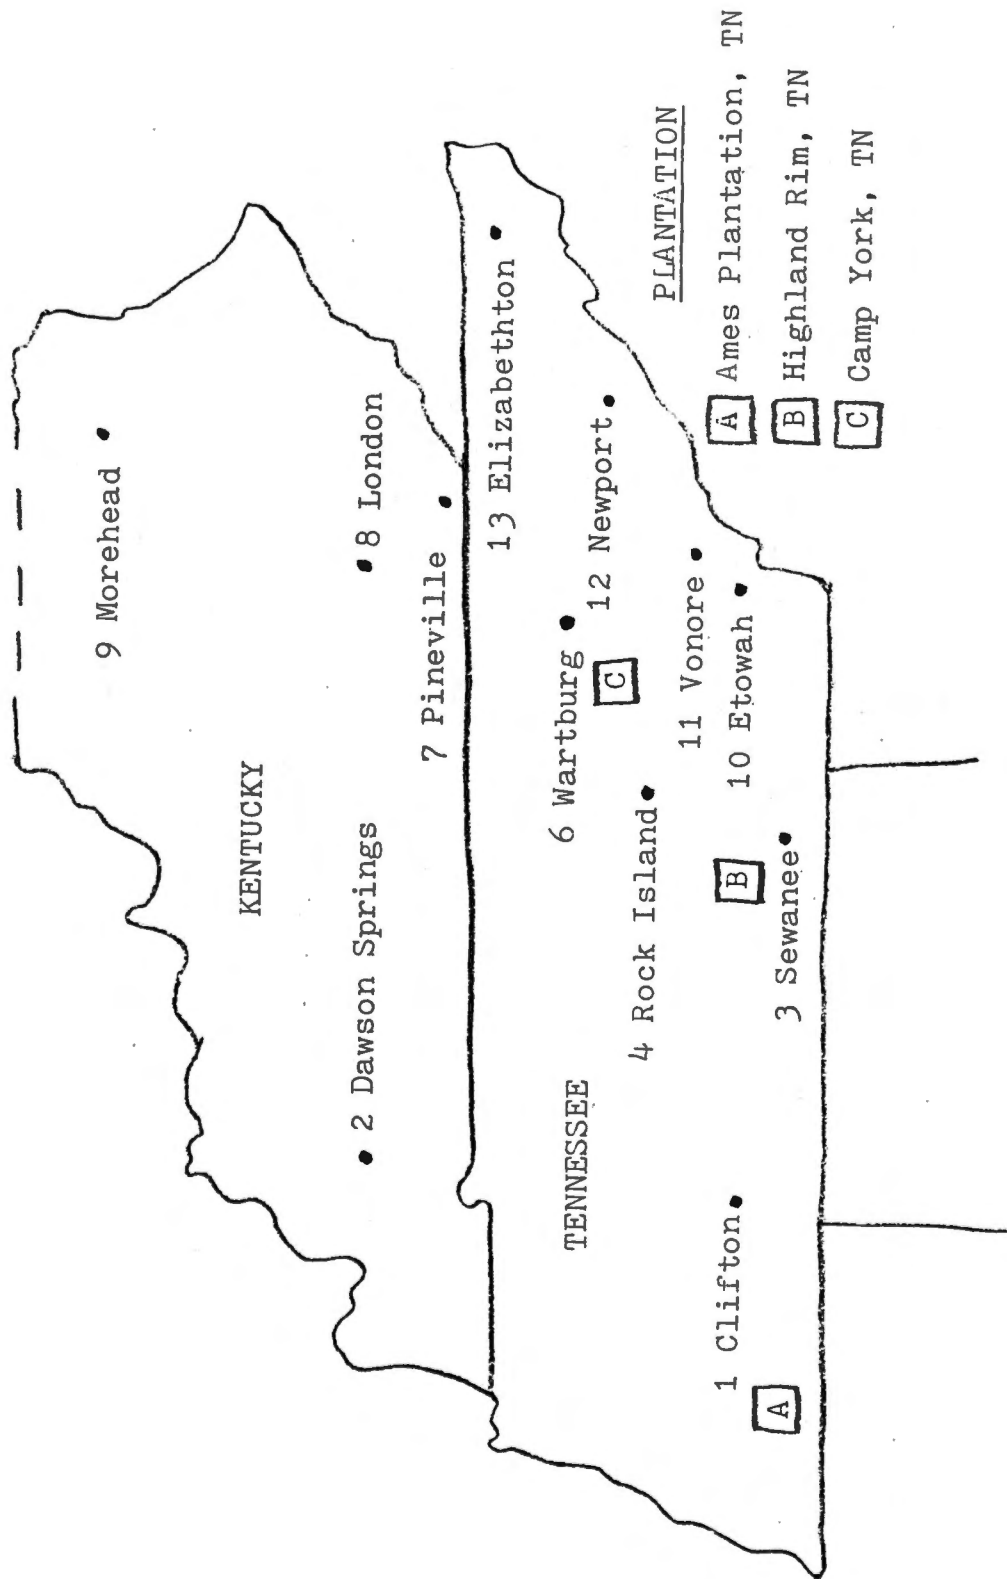 9 Morehead
KENTUCKY
2 Dawson Springs
8 London
7 Pineville
13 Elizabethton
TENNESSEE
6 Wartburg
12 Newport
C
4 Rock Island
11 Vonore
1 Clifton
10 Etowah
B
3 Sewanee
A
PLANTATION
A Ames Plantation, TN
B Highland Rim, TN
C Camp York, TN